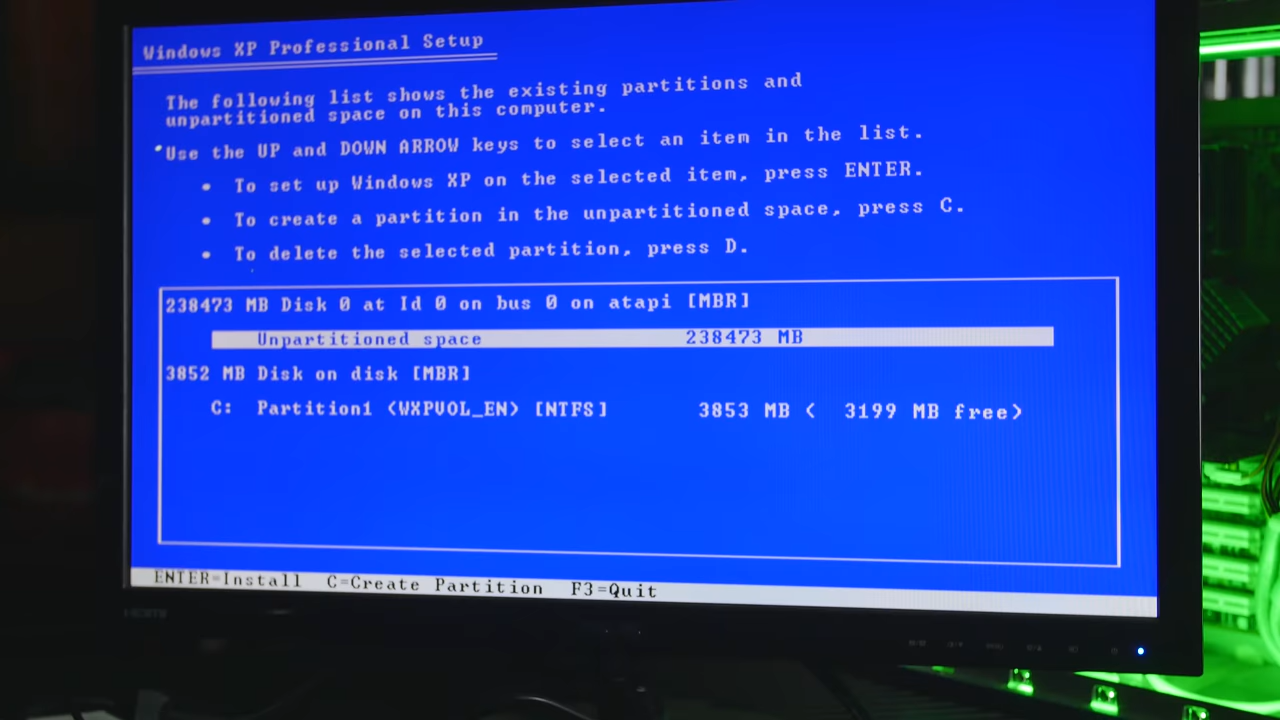 Windows XP Professional Setup
The following list shows the existing partitions and
unpartitioned space on this computer.
Use the UP and DOWN ARROW keys to select an item in the list.
• To set up Windows XP on the selected item, press ENTER.
• To create a partition in the unpartitioned space, press C.
• To delete the selected partition, press D.
238473 MB Disk 0 at Id 0 on bus 0 on atapi [MBR]
Unpartitioned space 238473 MB
3852 MB Disk on disk [MBR]
C: Partition1 (WXPVOL_EN) [NTFS] 3853 MB ( 3199 MB free)
ENTER=Install C=Create Partition F3=Quit
HDMI